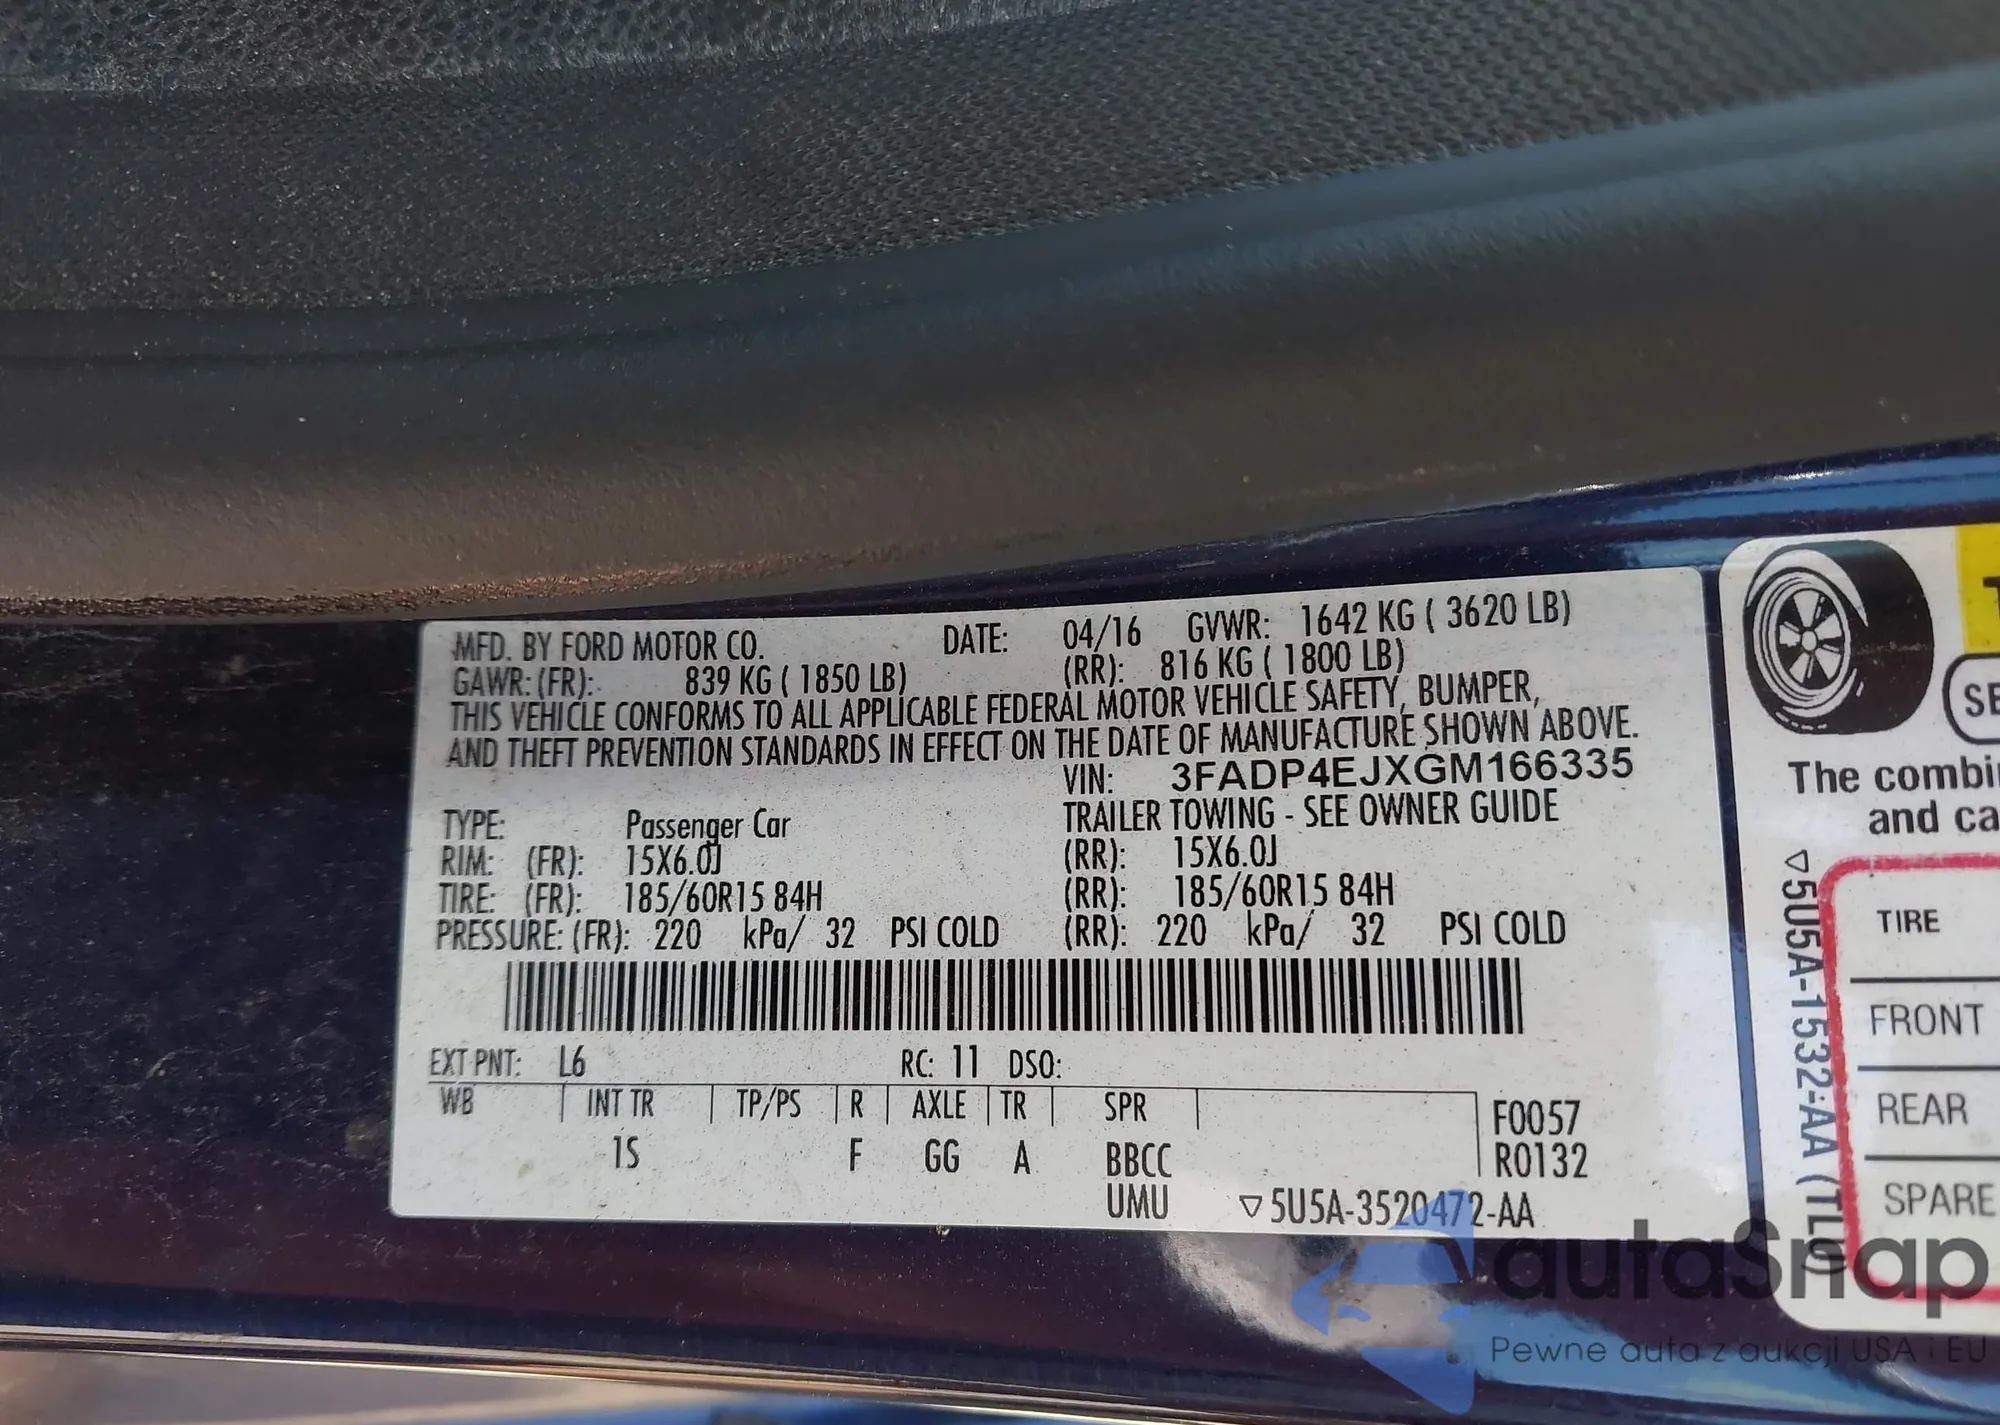 MFD. BY FORD MOTOR CO. DATE: 04/16 GVWR: 1642 KG ( 3620 LB)
GAWR: (FR): 839 KG ( 1850 LB) (RR): 816 KG ( 1800 LB)
THIS VEHICLE CONFORMS TO ALL APPLICABLE FEDERAL MOTOR VEHICLE SAFETY, BUMPER,
AND THEFT PREVENTION STANDARDS IN EFFECT ON THE DATE OF MANUFACTURE SHOWN ABOVE.
VIN: 3FADP4EJXGM166335
TYPE: Passenger Car TRAILER TOWING - SEE OWNER GUIDE
RIM: (FR): 15X6.0J (RR): 15X6.0J
TIRE: (FR): 185/60R15 84H (RR): 185/60R15 84H
PRESSURE: (FR): 220 kPa/ 32 PSI COLD (RR): 220 kPa/ 32 PSI COLD
EXT PNT: L6 RC: 11 DSO:
WB INT TR TP/PS R AXLE TR SPR
1S F GG A BBCC
UMU
F0057
R0132
▽5U5A-3520472-AA
The combi
and ca
▽5U5A-1532-AA (TLD)
TIRE
FRONT
REAR
SPARE
autaSnap
Pewne auta z aukcji USA i EU